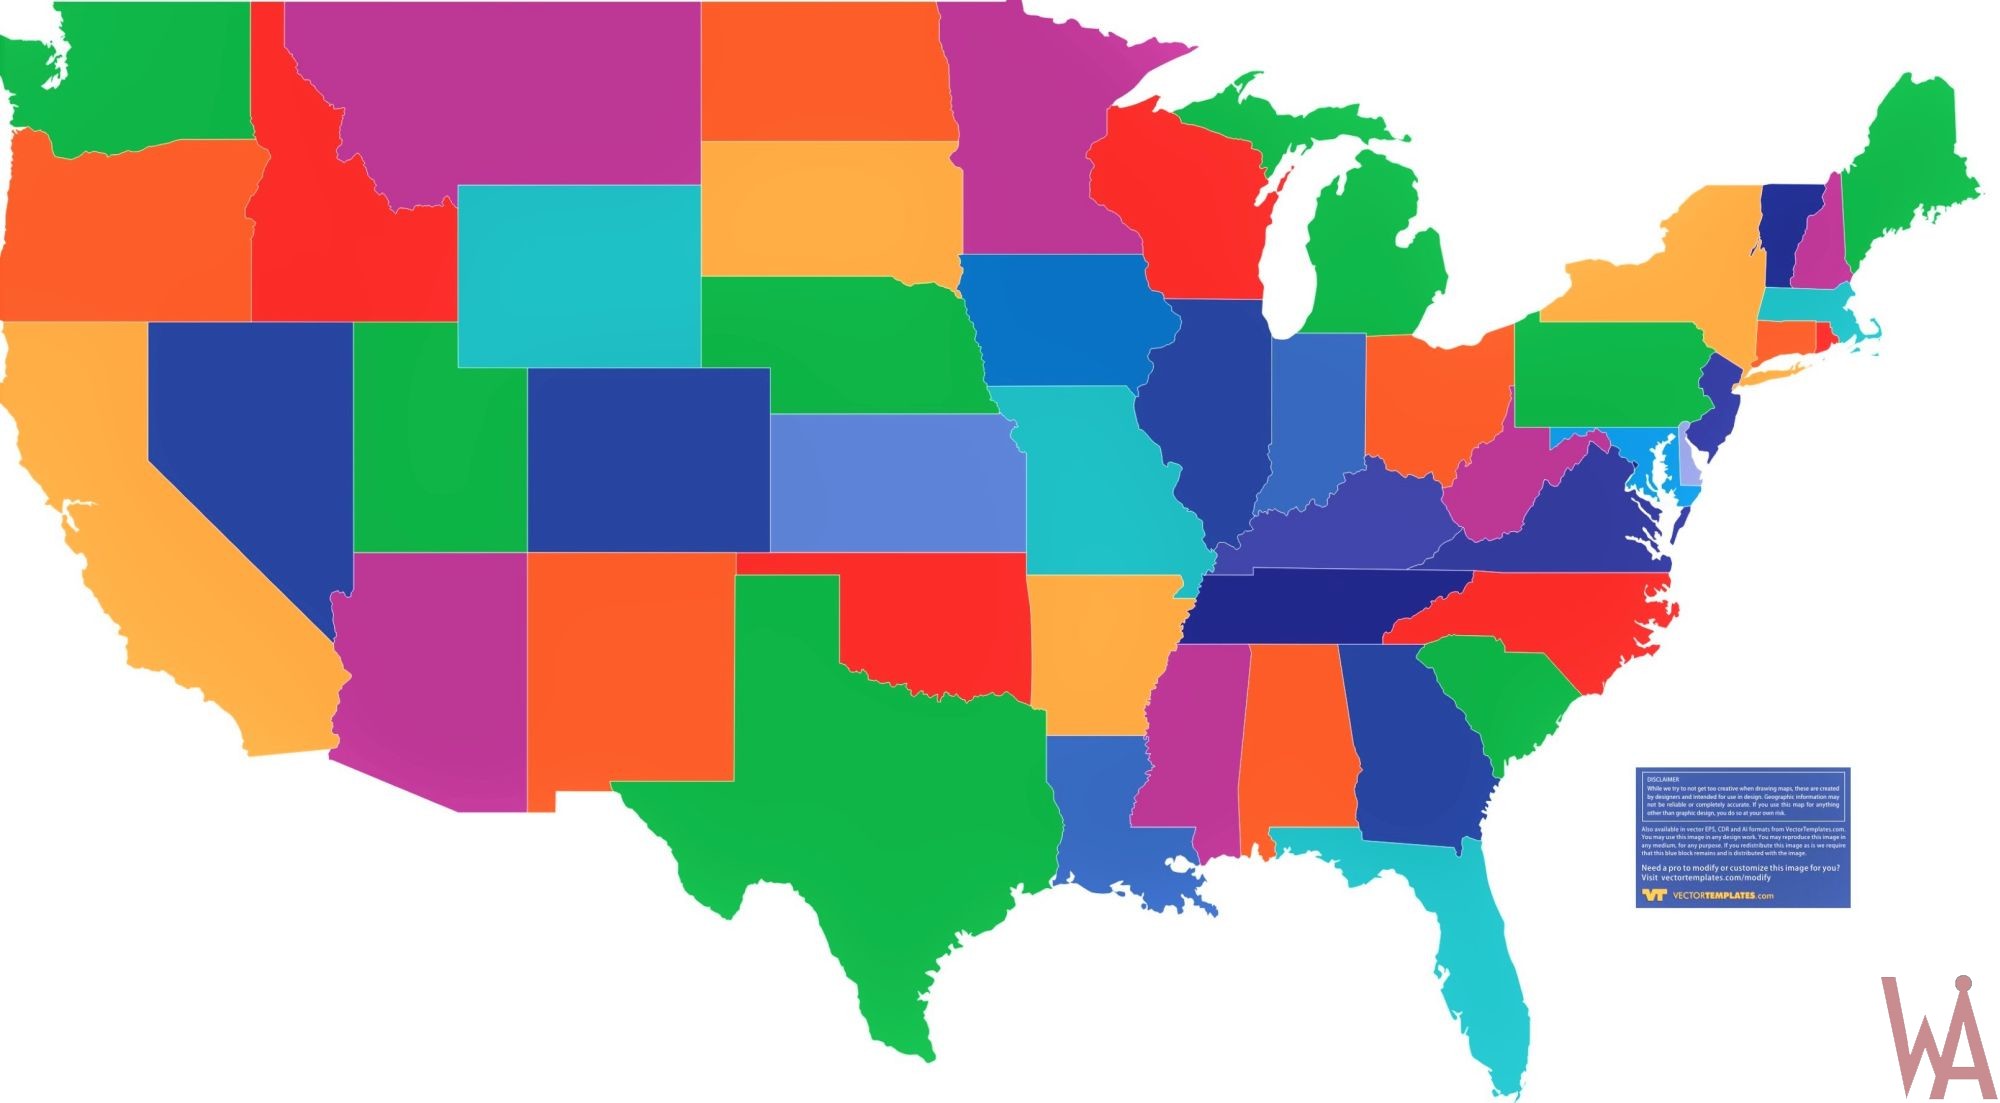 DISCLAIMER
While we try to not get too creative when drawing maps, these are created
by designers and intended for use in design. Geographic information may
not be reliable or completely accurate. If you use this map for anything
other than graphic design, you do so at your own risk.
Also available in vector EPS, CDR and AI formats from VectorTemplates.com.
You may use this image in any design work. You may reproduce this image in
any medium, for any purpose. If you redistribute this image as is we require
that this blue block remains and is distributed with the image.
Need a pro to modify or customize this image for you?
Visit vectortemplates.com/modify
VT VECTORTEMPLATES.com
WA